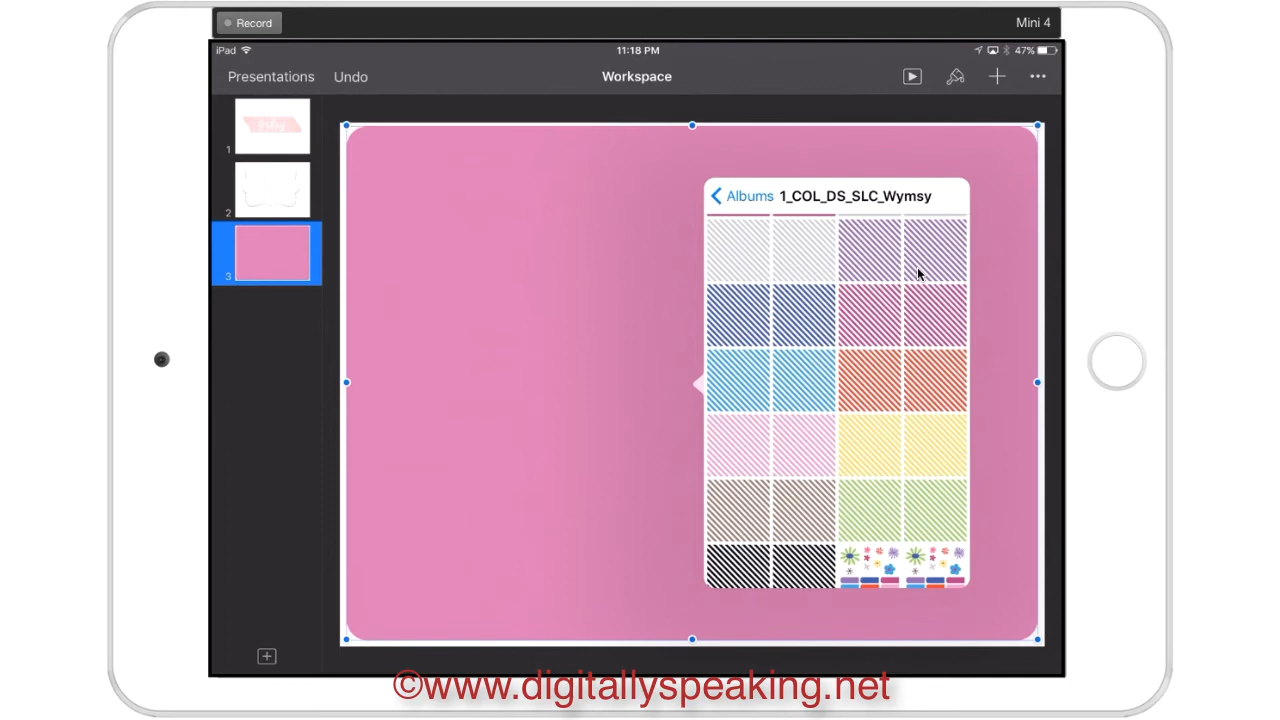 Record
Mini 4
iPad 11:18 PM 47%
Presentations Undo Workspace
1
2
3
Albums 1_COL_DS_SLC_Wymsy
©www.digitallyspeaking.net